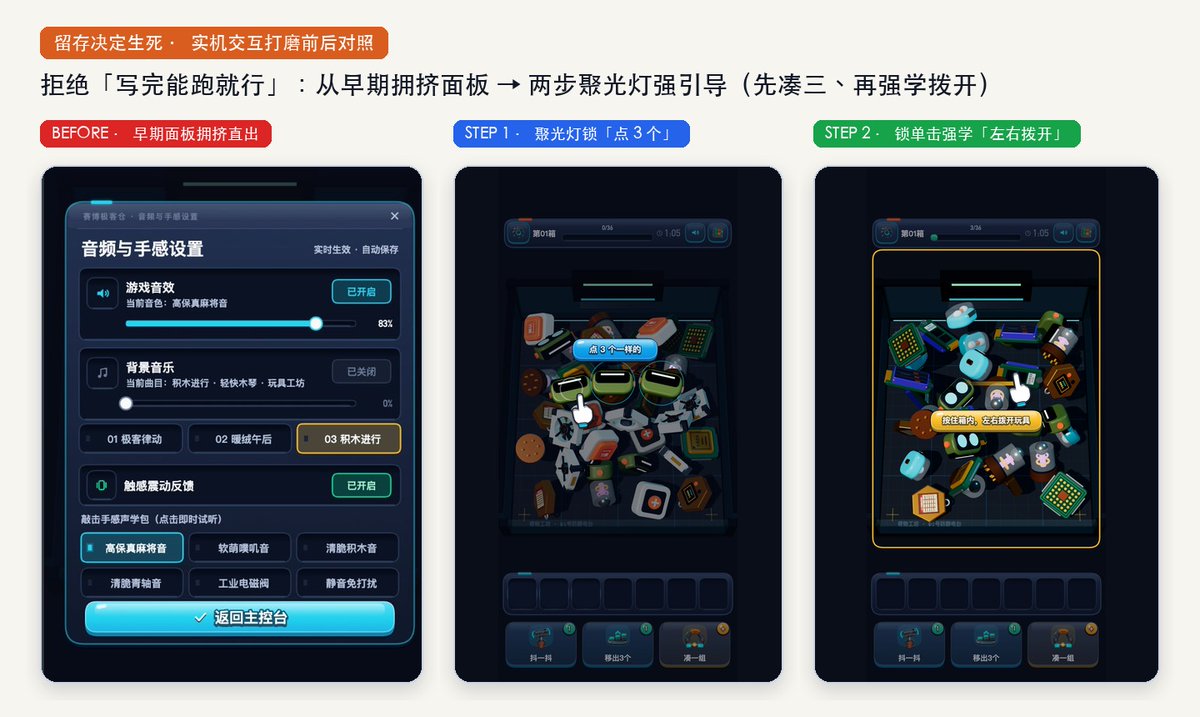 留存决定生死 · 实机交互打磨前后对照
拒绝「写完能跑就行」：从早期拥挤面板 → 两步聚光灯强引导（先凑三、再强学拨开）
BEFORE · 早期面板拥挤直出
赛博极客仓 · 音频与手感设置
音频与手感设置
实时生效 · 自动保存
游戏音效
当前音色：高保真麻将音
已开启
83%
背景音乐
当前曲目：积木进行 · 轻快木琴 · 玩具工坊
已关闭
0%
01 极客律动
02 暖绒午后
03 积木进行
触感震动反馈
已开启
敲击手感声学包（点击即时试听）
高保真麻将音
软萌噗叽音
清脆积木音
清脆青轴音
工业电磁阀
静音免打扰
✓ 返回主控台
STEP 1 · 聚光灯锁「点 3 个」
第01箱
0/36
1:05
点 3 个一样的
抖一抖
移出3个
凑一组
STEP 2 · 锁单击强学「左右拨开」
第01箱
3/36
1:05
按住箱内，左右拨开玩具
抖一抖
移出3个
凑一组